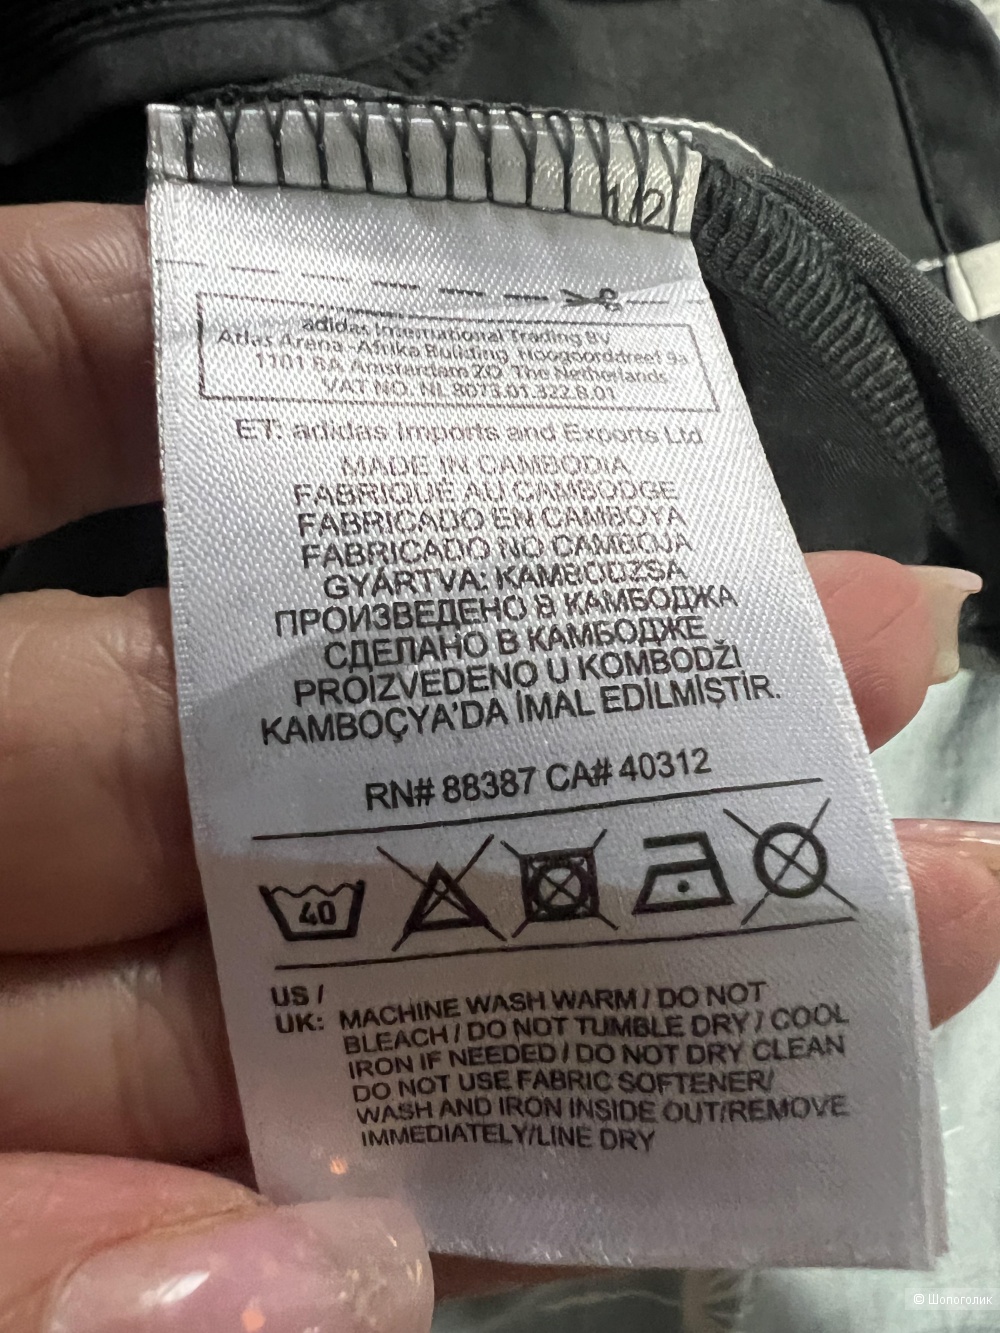 1/2
adidas International Trading BV
Atlas Arena -Afrika Building, Hoogoorddreef 9a
1101 BA Amsterdam ZO The Netherlands
VAT NO. NL 8073.01.322.B.01
ET: adidas Imports and Exports Ltd
MADE IN CAMBODIA
FABRIQUÉ AU CAMBODGE
FABRICADO EN CAMBOYA
FABRICADO NO CAMBOJA
GYÁRTVA: KAMBODZSA
ПРОИЗВЕДЕНО В КАМБОДЖА
СДЕЛАНО В КАМБОДЖЕ
PROIZVEDENO U KOMBODŽI
KAMBOÇYA'DA İMAL EDİLMİŞTİR.
RN# 88387 CA# 40312
40
US /
UK: MACHINE WASH WARM / DO NOT
BLEACH / DO NOT TUMBLE DRY / COOL
IRON IF NEEDED / DO NOT DRY CLEAN
DO NOT USE FABRIC SOFTENER/
WASH AND IRON INSIDE OUT/REMOVE
IMMEDIATELY/LINE DRY
© Шопоголик